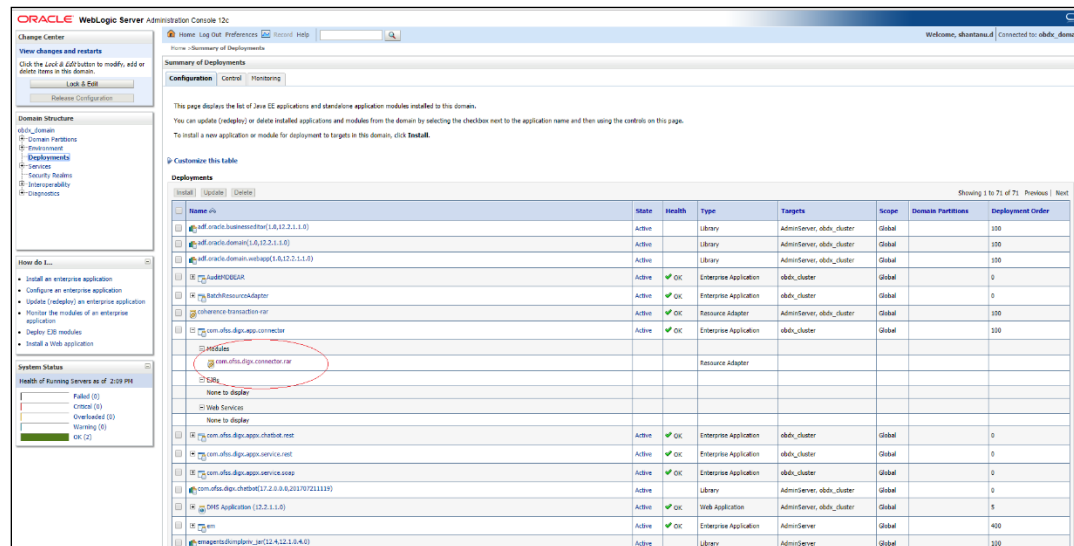 ORACLE WebLogic Server Administration Console 12c
Change Center
View changes and restarts
Click the Lock & Edit button to modify, add or
delete items in this domain.
Lock & Edit
Release Configuration
Domain Structure
obdx_domain
Domain Partitions
Environment
Deployments
Services
Security Realms
Interoperability
Diagnostics
How do I...
Install an enterprise application
Configure an enterprise application
Update (redeploy) an enterprise application
Monitor the modules of an enterprise
application
Deploy EJB modules
Install a Web application
System Status
Health of Running Servers as of 2:09 PM
Failed (0)
Critical (0)
Overloaded (0)
Warning (0)
OK (2)
Home Log Out Preferences Record Help
Welcome, shantanu.d Connected to: obdx_doma
Home >Summary of Deployments
Summary of Deployments
Configuration Control Monitoring
This page displays the list of Java EE applications and standalone application modules installed to this domain.
You can update (redeploy) or delete installed applications and modules from the domain by selecting the checkbox next to the application name and then using the controls on this page.
To install a new application or module for deployment to targets in this domain, click Install.
Customize this table
Deployments
Install Update Delete Showing 1 to 71 of 71 Previous | Next
Name State Health Type Targets Scope Domain Partitions Deployment Order
adf.oracle.businesseditor(1.0,12.2.1.1.0) Active Library AdminServer, obdx_cluster Global 100
adf.oracle.domain(1.0,12.2.1.1.0) Active Library AdminServer, obdx_cluster Global 100
adf.oracle.domain.webapp(1.0,12.2.1.1.0) Active Library AdminServer, obdx_cluster Global 100
AuditMDBEAR Active OK Enterprise Application obdx_cluster Global 0
BatchResourceAdapter Active OK Enterprise Application obdx_cluster Global 0
coherence-transaction-rar Active OK Resource Adapter AdminServer, obdx_cluster Global 100
com.ofss.digx.app.connector Active OK Enterprise Application obdx_cluster Global 100
Modules
com.ofss.digx.connector.rar Resource Adapter
EJBs
None to display
Web Services
None to display
com.ofss.digx.appx.chatbot.rest Active OK Enterprise Application obdx_cluster Global 0
com.ofss.digx.appx.service.rest Active OK Enterprise Application obdx_cluster Global 0
com.ofss.digx.appx.service.soap Active OK Enterprise Application obdx_cluster Global 0
com.ofss.digx.chatbot(17.2.0.0.0,201707211119) Active Library AdminServer, obdx_cluster Global 0
DMS Application (12.2.1.1.0) Active OK Web Application AdminServer, obdx_cluster Global 5
em Active OK Enterprise Application AdminServer Global 400
emagentsdkimplpriv_jar(12.4,12.1.0.4.0) Active Library AdminServer Global 100